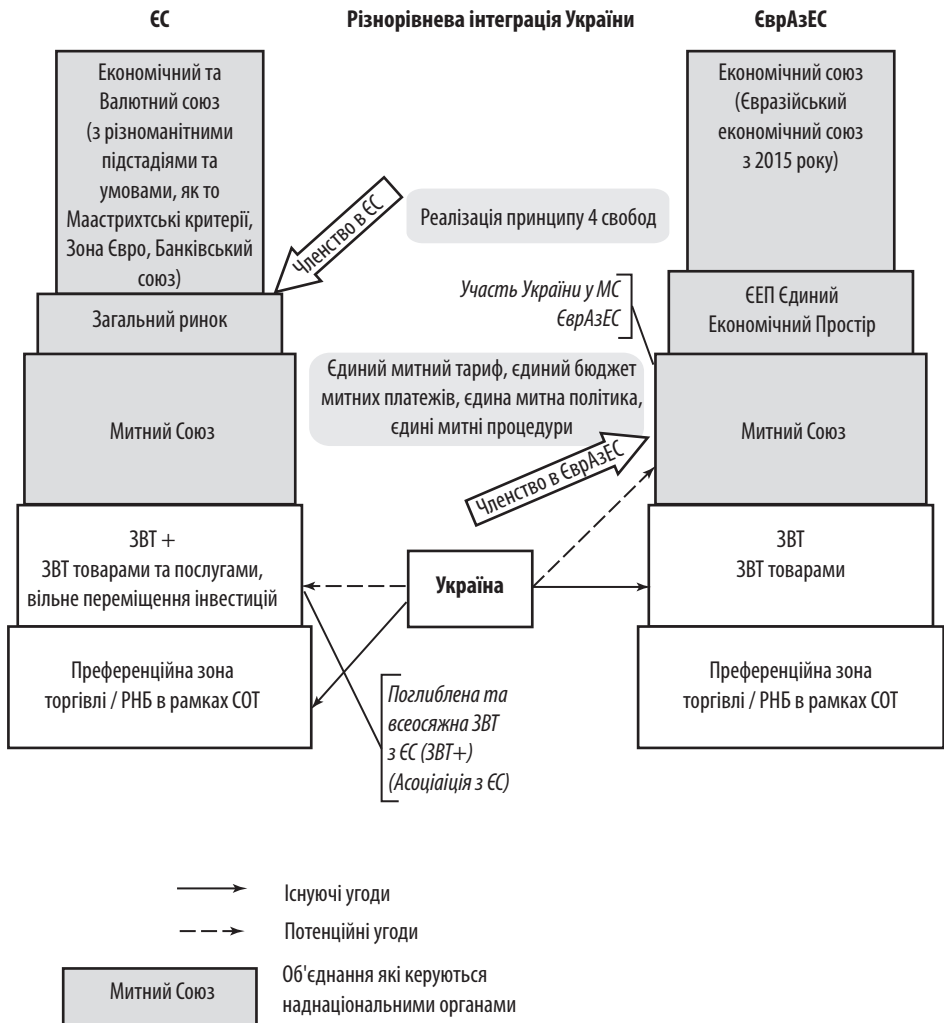 ЄС
Різнорівнева інтеграція України
ЄврАзЕС
Економічний та
Валютний союз
(з різноманітними
підстадіями та
умовами, як то
Маастрихтські критерії,
Зона Євро, Банківський
союз)
Економічний союз
(Євразійський
економічний союз
з 2015 року)
Членство в ЄС
Реалізація принципу 4 свобод
Участь України у МС
ЄврАзЕС
Загальний ринок
ЄЕП Єдиний
Економічний Простір
Єдиний митний тариф, єдиний бюджет
митних платежів, єдина митна політика,
єдині митні процедури
Митний Союз
Митний Союз
Членство в ЄврАзЕС
ЗВТ +
ЗВТ товарами та послугами,
вільне переміщення інвестицій
Україна
ЗВТ
ЗВТ товарами
Преференційна зона
торгівлі / РНБ в рамках СОТ
Поглиблена та
всеосяжна ЗВТ
з ЄС (ЗВТ+)
(Асоціаіція з ЄС)
Преференційна зона
торгівлі / РНБ в рамках СОТ
Існуючі угоди
Потенційні угоди
Митний Союз
Об'єднання які керуються
наднаціональними органами